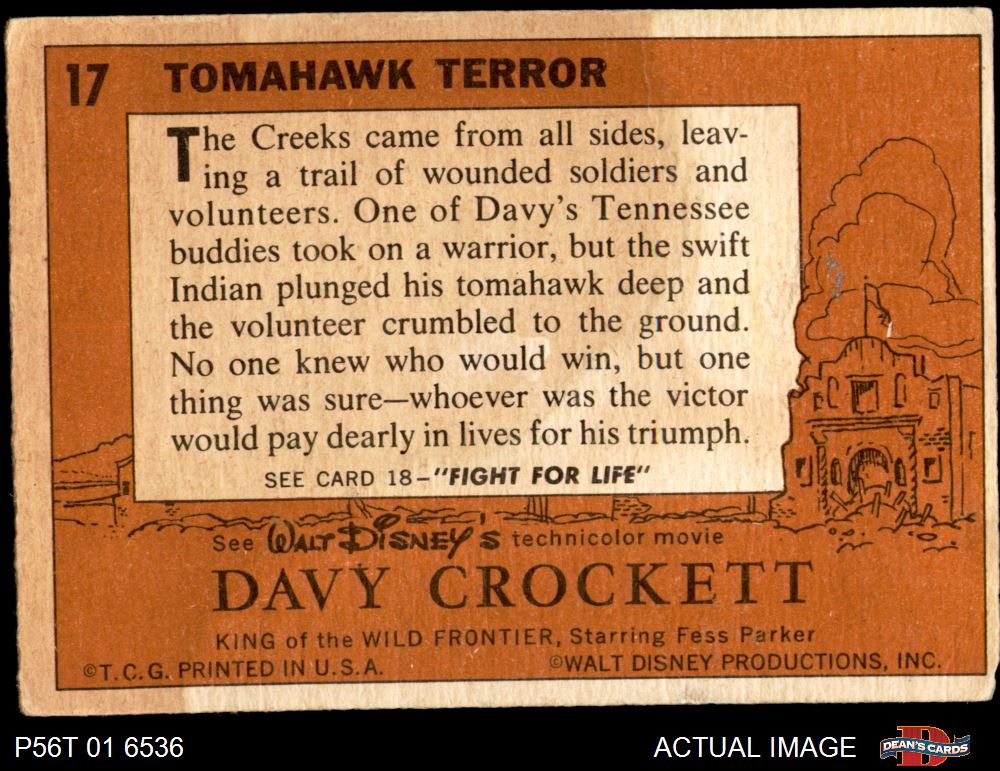 17 TOMAHAWK TERROR
The Creeks came from all sides, leav-
ing a trail of wounded soldiers and
volunteers. One of Davy's Tennessee
buddies took on a warrior, but the swift
Indian plunged his tomahawk deep and
the volunteer crumbled to the ground.
No one knew who would win, but one
thing was sure—whoever was the victor
would pay dearly in lives for his triumph.
SEE CARD 18-"FIGHT FOR LIFE"
See WALT DISNEY'S technicolor movie
DAVY CROCKETT
KING of the WILD FRONTIER, Starring Fess Parker
©T.C.G. PRINTED IN U.S.A. ©WALT DISNEY PRODUCTIONS, INC.
P56T 01 6536 ACTUAL IMAGE DEAN'S CARDS